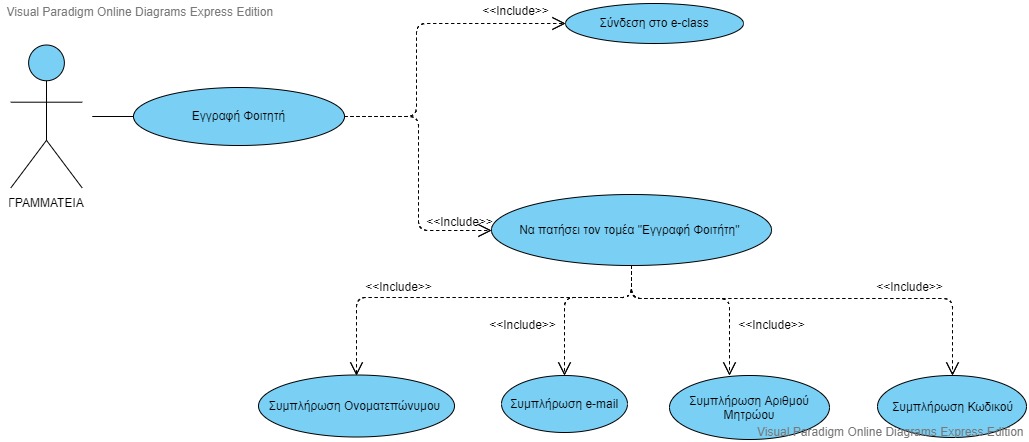 Visual Paradigm Online Diagrams Express Edition
<<Include>>
Σύνδεση στο e-class
Εγγραφή Φοιτητή
ΓΡΑΜΜΑΤΕΙΑ
<<Include>>
Να πατήσει τον τομέα "Εγγραφή Φοιτήτη"
<<Include>>
<<Include>>
<<Include>>
<<Include>>
Συμπλήρωση Ονοματεπώνυμου
Συμπλήρωση e-mail
Συμπλήρωση Αριθμού
Μητρώου
Συμπλήρωση Κωδικού
Visual Paradigm Online Diagrams Express Edition